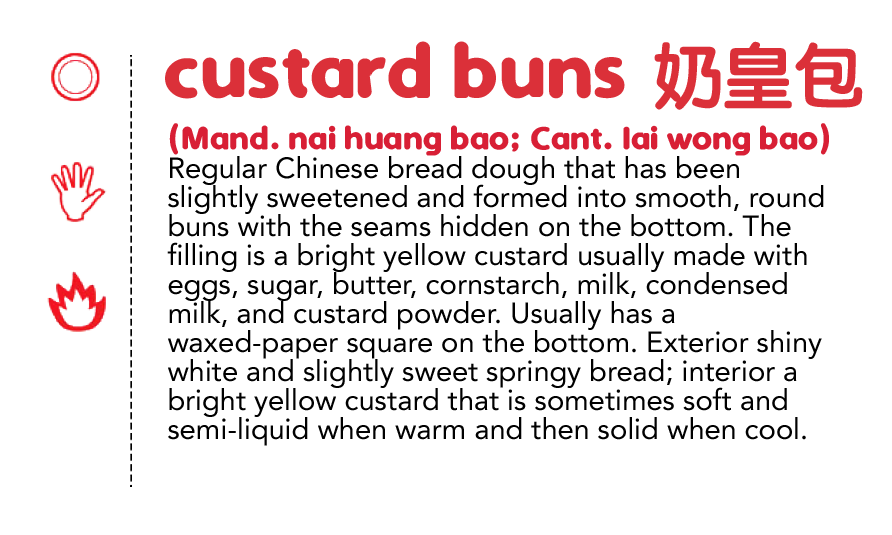 custard buns 奶皇包
(Mand. nai huang bao; Cant. lai wong bao)
Regular Chinese bread dough that has been
slightly sweetened and formed into smooth, round
buns with the seams hidden on the bottom. The
filling is a bright yellow custard usually made with
eggs, sugar, butter, cornstarch, milk, condensed
milk, and custard powder. Usually has a
waxed-paper square on the bottom. Exterior shiny
white and slightly sweet springy bread; interior a
bright yellow custard that is sometimes soft and
semi-liquid when warm and then solid when cool.